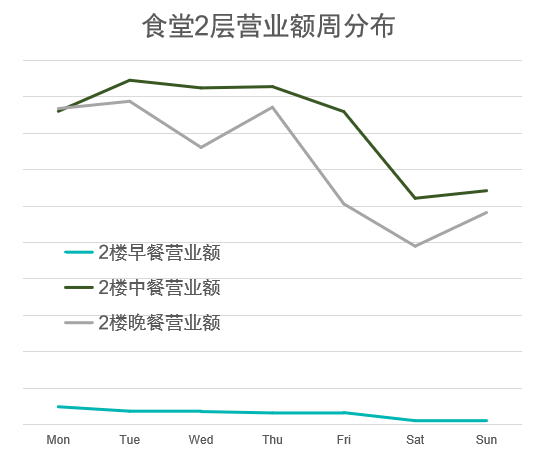 食堂2层营业额周分布
2楼早餐营业额
2楼中餐营业额
2楼晚餐营业额
Mon Tue Wed Thu Fri Sat Sun